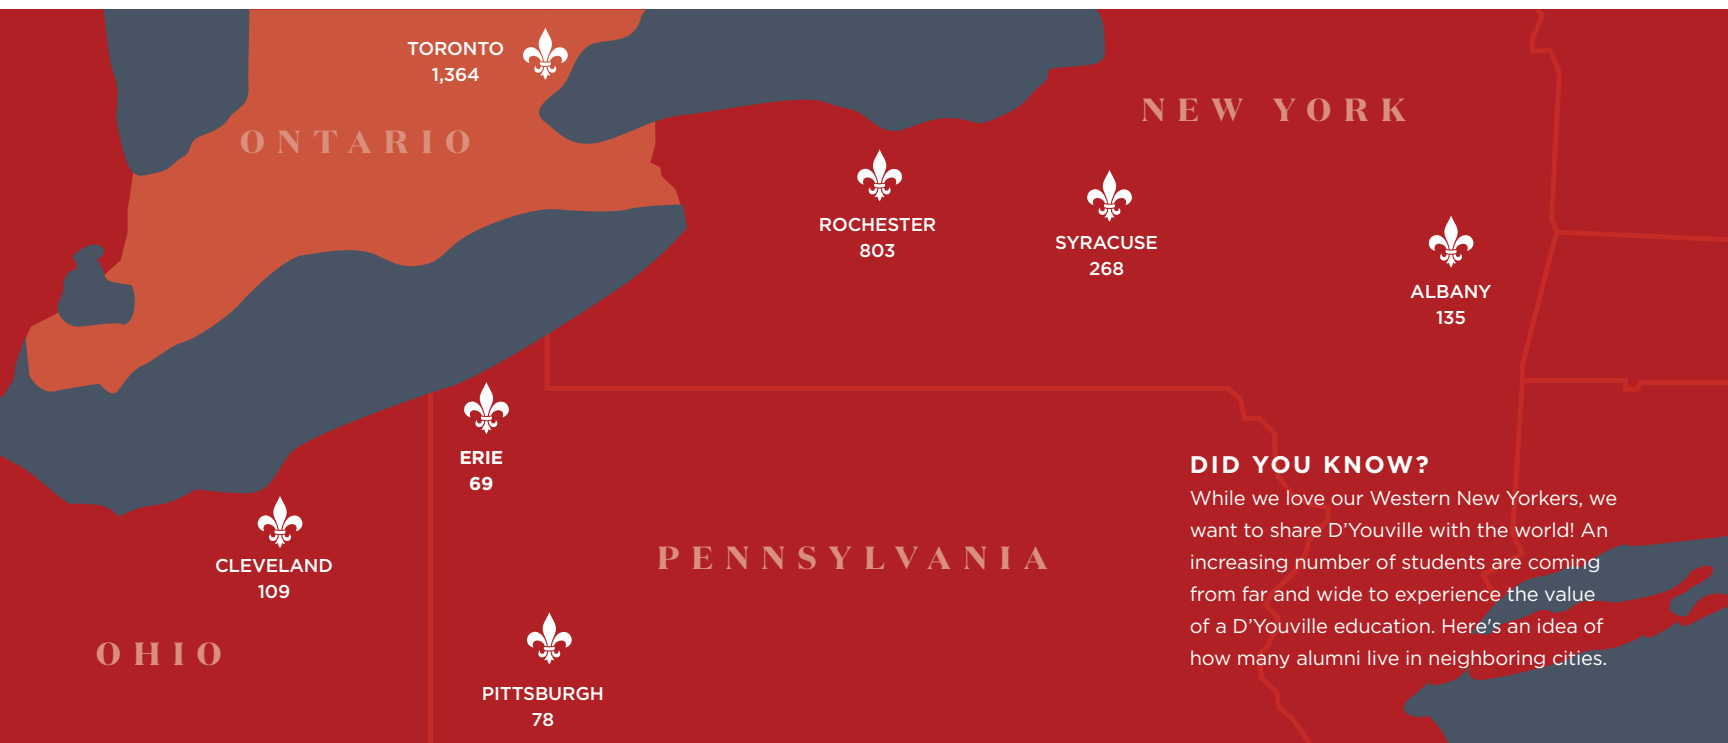 TORONTO
1,364
NEW YORK
ONTARIO
ROCHESTER
803
SYRACUSE
268
ALBANY
135
ERIE
69
CLEVELAND
109
PENNSYLVANIA
OHIO
PITTSBURGH
78
DID YOU KNOW?
While we love our Western New Yorkers, we
want to share D’Youville with the world! An
increasing number of students are coming
from far and wide to experience the value
of a D’Youville education. Here's an idea of
how many alumni live in neighboring cities.